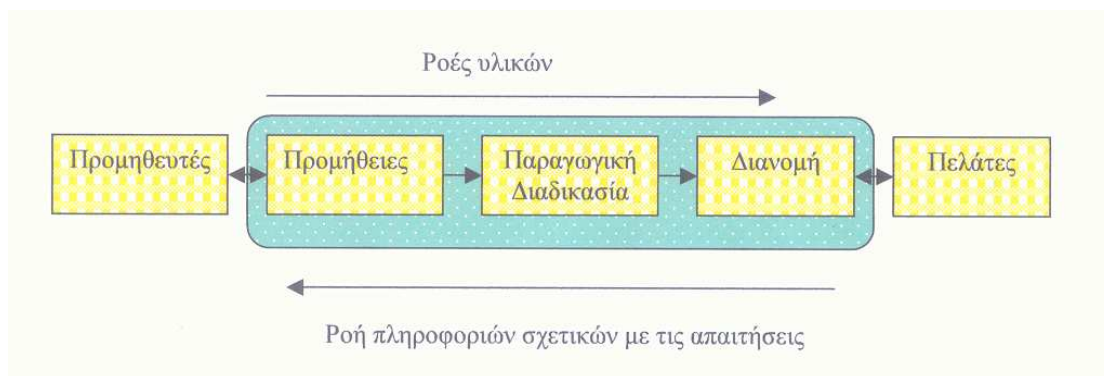 Ροές υλικών
Προμηθευτές
Προμήθειες
Παραγωγική
Διαδικασία
Διανομή
Πελάτες
Ροή πληροφοριών σχετικών με τις απαιτήσεις